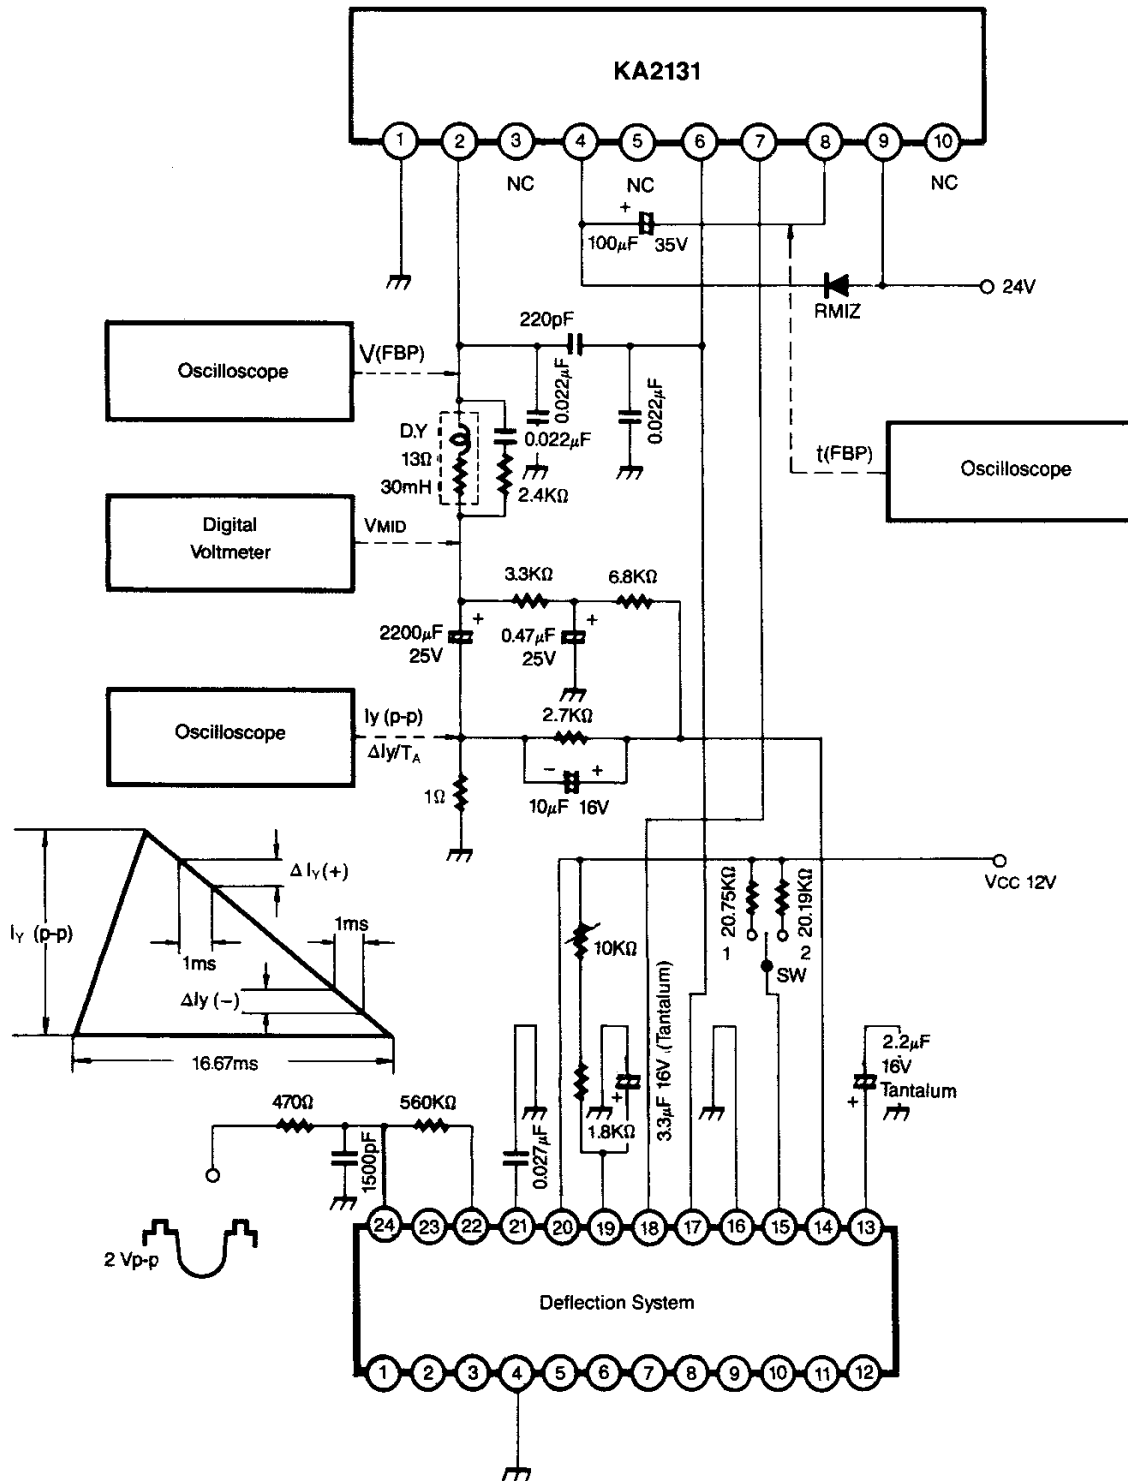 KA2131
1 2 3 4 5 6 7 8 9 10
NC NC NC
+
100μF 35V
24V
RMIZ
220pF
Oscilloscope
V(FBP)
0.022μF
0.022μF
D.Y
0.022μF
13Ω
30mH
2.4KΩ
t(FBP)
Oscilloscope
Digital
Voltmeter
VMID
3.3KΩ 6.8KΩ
+ +
2200μF
25V
0.47μF
25V
Oscilloscope
Iy (p-p)
ΔIy/TA
2.7KΩ
- +
10μF 16V
1Ω
VCC 12V
IY (p-p)
ΔIY(+)
1ms
1ms
ΔIy (-)
16.67ms
20.75KΩ
20.19KΩ
1 2
SW
10KΩ
3.3μF 16V (Tantalum)
+
1.8KΩ
2.2μF
16V
Tantalum
+
470Ω 560KΩ
1500pF
0.027μF
2 Vp-p
24 23 22 21 20 19 18 17 16 15 14 13
Deflection System
1 2 3 4 5 6 7 8 9 10 11 12